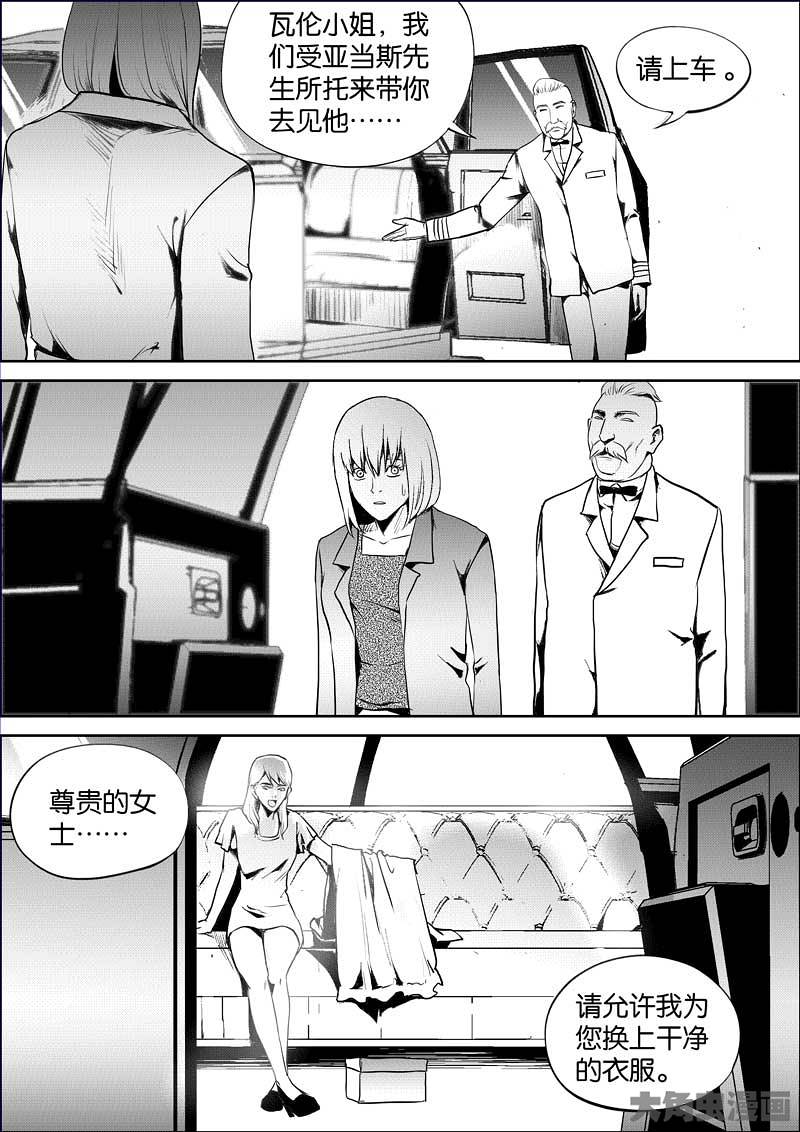 瓦伦小姐，我
们受亚当斯先
生所托来带你
去见他……
请上车。
尊贵的女
士……
请允许我为
您换上干净
的衣服。
大角虫漫画